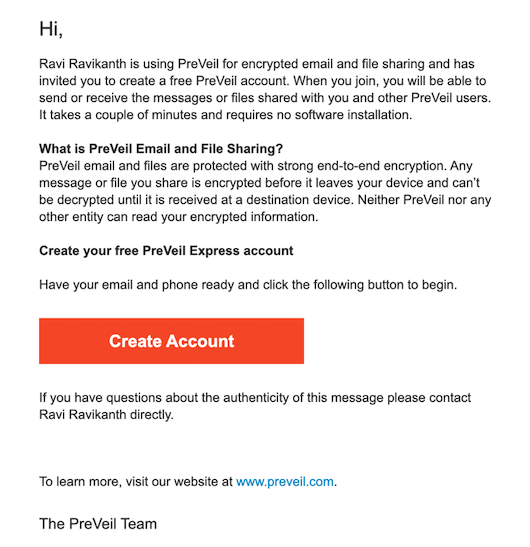 Hi,
Ravi Ravikanth is using PreVeil for encrypted email and file sharing and has
invited you to create a free PreVeil account. When you join, you will be able to
send or receive the messages or files shared with you and other PreVeil users.
It takes a couple of minutes and requires no software installation.
What is PreVeil Email and File Sharing?
PreVeil email and files are protected with strong end-to-end encryption. Any
message or file you share is encrypted before it leaves your device and can't
be decrypted until it is received at a destination device. Neither PreVeil nor any
other entity can read your encrypted information.
Create your free PreVeil Express account
Have your email and phone ready and click the following button to begin.
Create Account
If you have questions about the authenticity of this message please contact
Ravi Ravikanth directly.
To learn more, visit our website at www.preveil.com.
The PreVeil Team